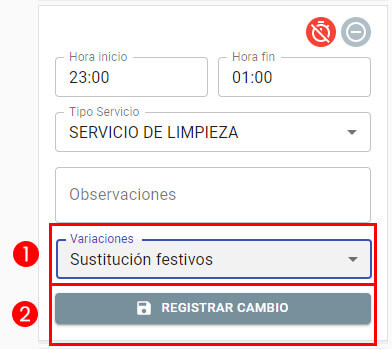 Hora inicio
23:00
Hora fin
01:00
Tipo Servicio
SERVICIO DE LIMPIEZA
Observaciones
1
Variaciones
Sustitución festivos
2
REGISTRAR CAMBIO